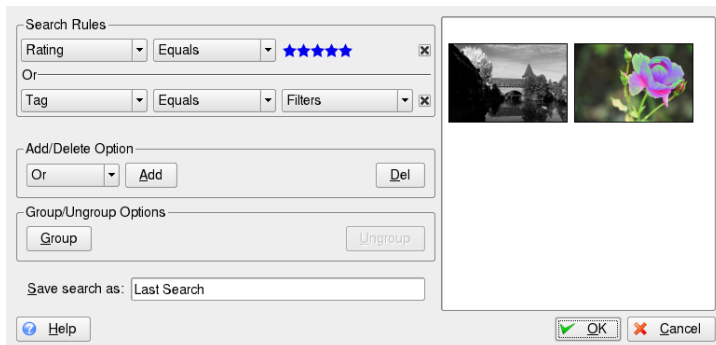 Search Rules
Rating Equals
Or
Tag Equals Filters
Add/Delete Option
Or Add Del
Group/Ungroup Options
Group Ungroup
Save search as: Last Search
Help OK Cancel